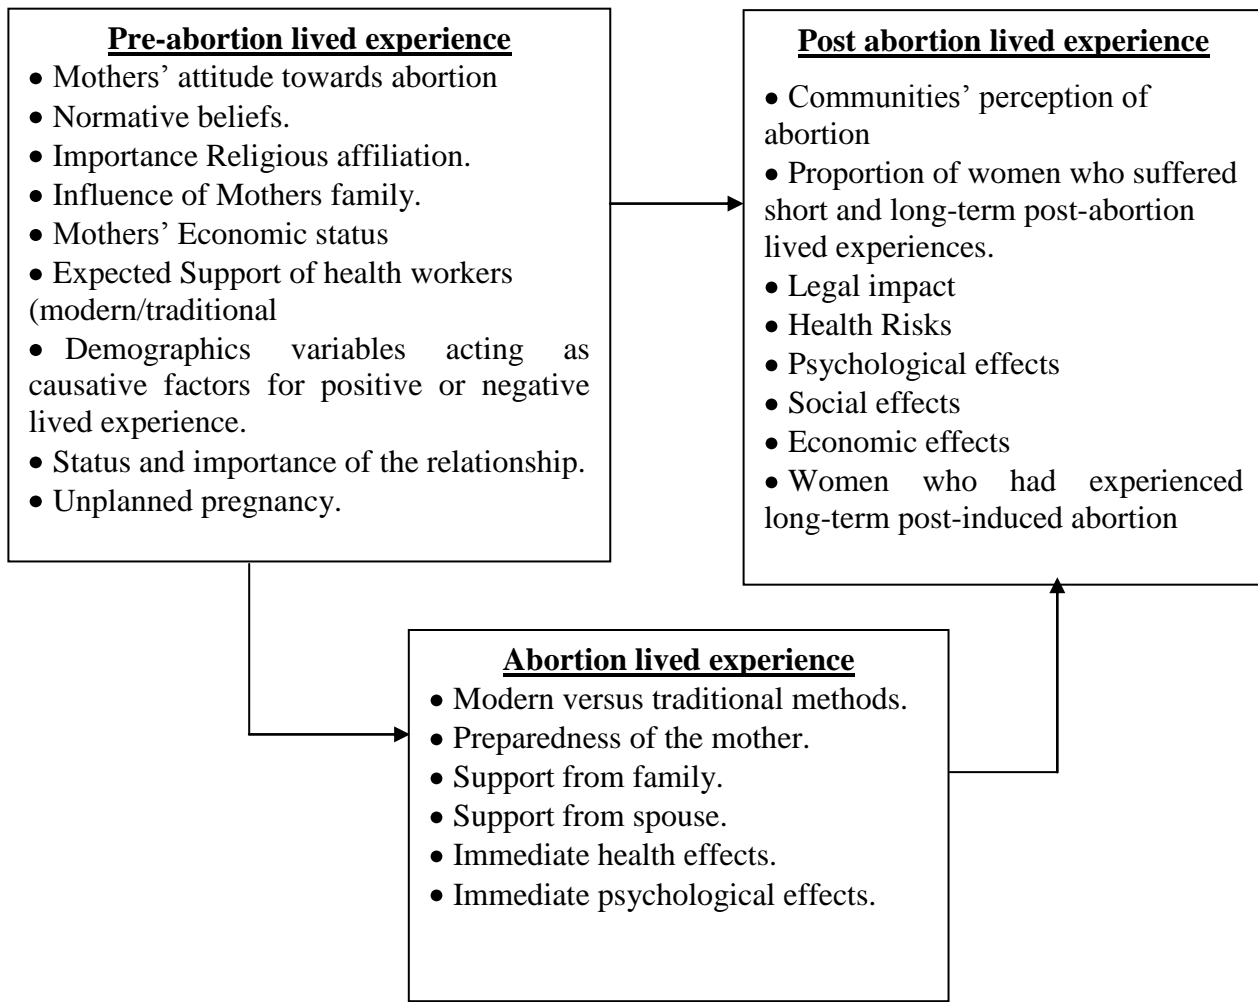 Pre-abortion lived experience
• Mothers’ attitude towards abortion
• Normative beliefs.
• Importance Religious affiliation.
• Influence of Mothers family.
• Mothers’ Economic status
• Expected Support of health workers
(modern/traditional
• Demographics variables acting as
causative factors for positive or negative
lived experience.
• Status and importance of the relationship.
• Unplanned pregnancy.
Post abortion lived experience
• Communities’ perception of
abortion
• Proportion of women who suffered
short and long-term post-abortion
lived experiences.
• Legal impact
• Health Risks
• Psychological effects
• Social effects
• Economic effects
• Women who had experienced
long-term post-induced abortion
Abortion lived experience
• Modern versus traditional methods.
• Preparedness of the mother.
• Support from family.
• Support from spouse.
• Immediate health effects.
• Immediate psychological effects.